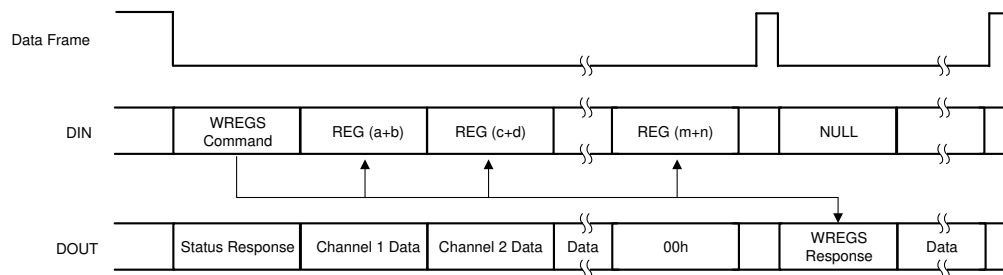 Data Frame
DIN
WREGS
Command
REG (a+b)
REG (c+d)
REG (m+n)
NULL
DOUT
Status Response
Channel 1 Data
Channel 2 Data
Data
00h
WREGS
Response
Data